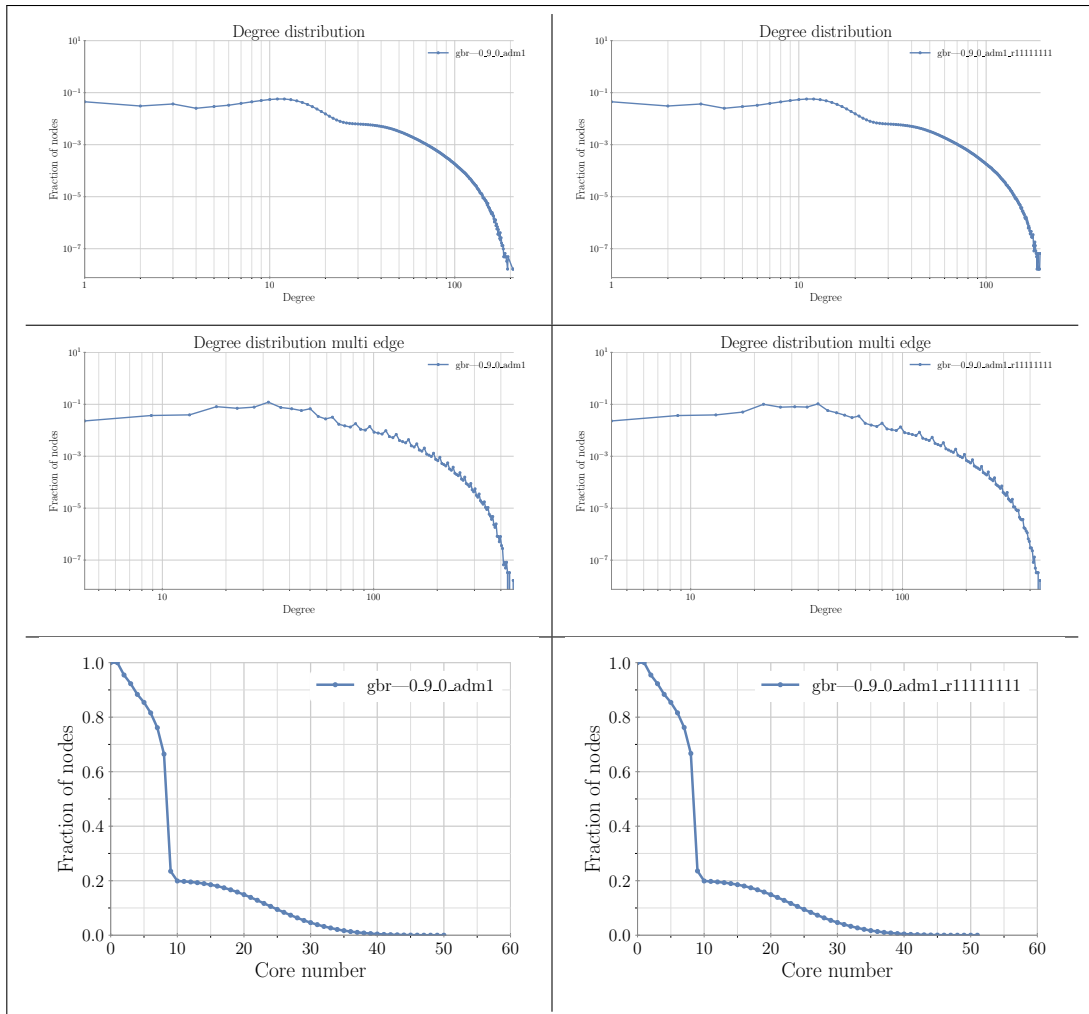 Degree distribution
gbr—0_9_0_adm1
Fraction of nodes
10^1
10^−1
10^−3
10^−5
10^−7
1
10
100
Degree
Degree distribution
gbr—0_9_0_adm1_r11111111
Fraction of nodes
10^1
10^−1
10^−3
10^−5
10^−7
1
10
100
Degree
Degree distribution multi edge
gbr—0_9_0_adm1
Fraction of nodes
10^1
10^−1
10^−3
10^−5
10^−7
10
100
Degree
Degree distribution multi edge
gbr—0_9_0_adm1_r11111111
Fraction of nodes
10^1
10^−1
10^−3
10^−5
10^−7
10
100
Degree
gbr—0_9_0_adm1
Fraction of nodes
1.0
0.8
0.6
0.4
0.2
0.0
0
10
20
30
40
50
60
Core number
gbr—0_9_0_adm1_r11111111
Fraction of nodes
1.0
0.8
0.6
0.4
0.2
0.0
0
10
20
30
40
50
60
Core number